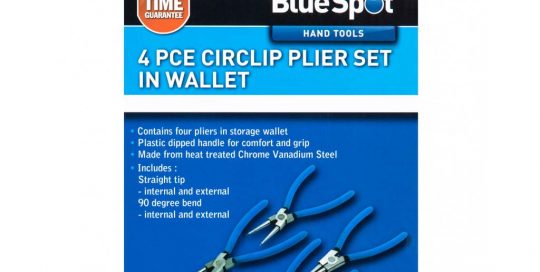 TIME
GUARANTEE
BlueSpot
HAND TOOLS
4 PCE CIRCLIP PLIER SET
IN WALLET
• Contains four pliers in storage wallet
• Plastic dipped handle for comfort and grip
• Made from heat treated Chrome Vanadium Steel
• Includes :
Straight tip
- internal and external
90 degree bend
- internal and external